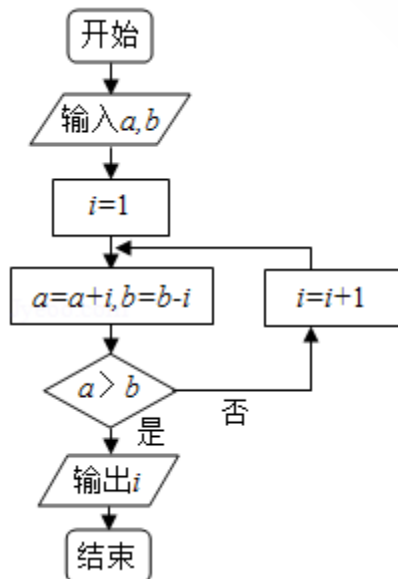 开始
输入a,b
i=1
a=a+i,b=b-i
i=i+1
a>b
否
是
输出i
结束